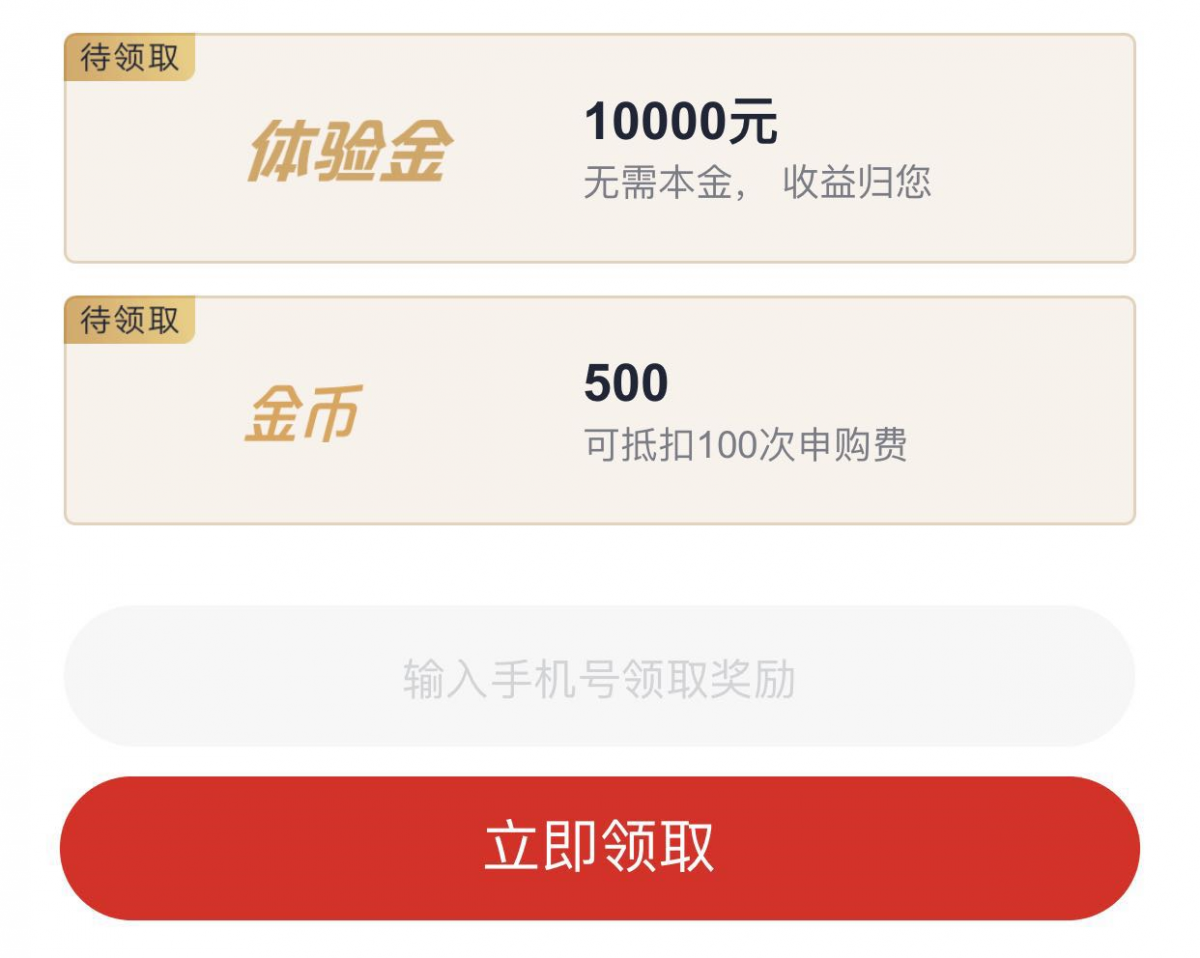 待领取
体验金
10000元
无需本金， 收益归您
待领取
金币
500
可抵扣100次申购费
输入手机号领取奖励
立即领取